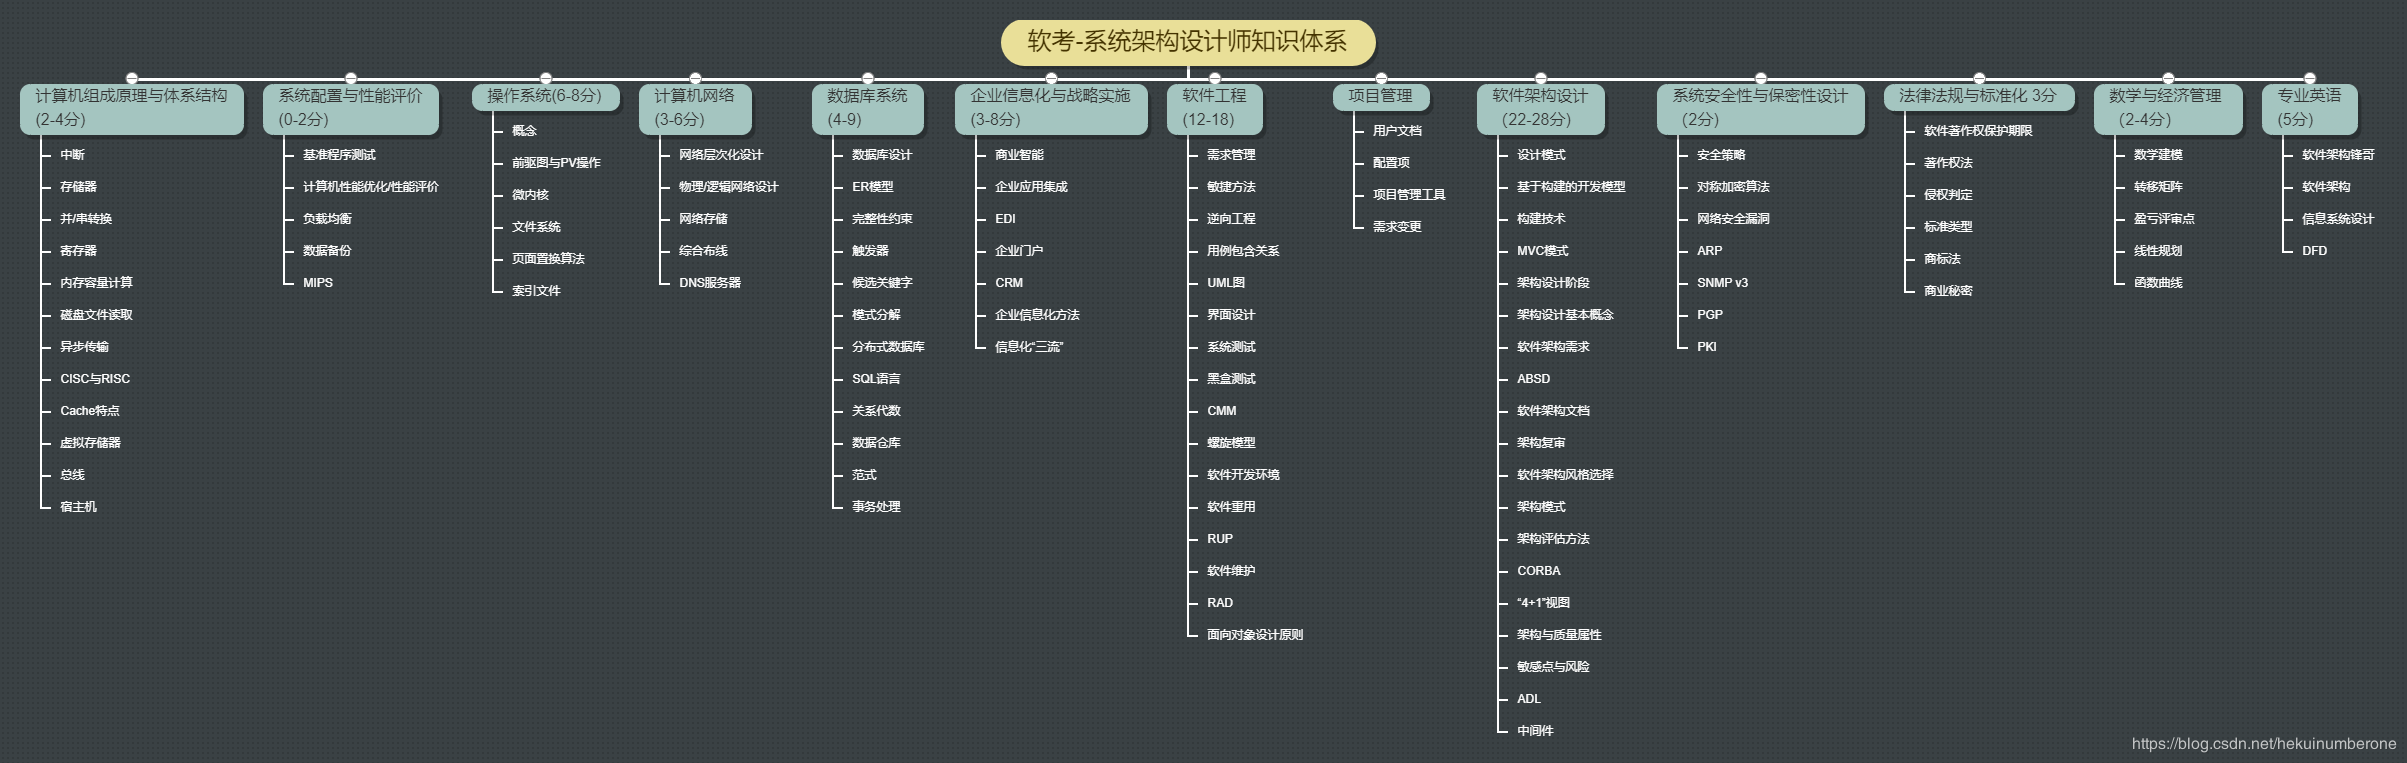 软考-系统架构设计师知识体系
计算机组成原理与体系结构
(2-4分)
中断
存储器
并/串转换
寄存器
内存容量计算
磁盘文件读取
异步传输
CISC与RISC
Cache特点
虚拟存储器
总线
宿主机
系统配置与性能评价
(0-2分)
基准程序测试
计算机性能优化/性能评价
负载均衡
数据备份
MIPS
操作系统(6-8分)
概念
前驱图与PV操作
微内核
文件系统
页面置换算法
索引文件
计算机网络
(3-6分)
网络层次化设计
物理/逻辑网络设计
网络存储
综合布线
DNS服务器
数据库系统
(4-9)
数据库设计
ER模型
完整性约束
触发器
候选关键字
模式分解
分布式数据库
SQL语言
关系代数
数据仓库
范式
事务处理
企业信息化与战略实施
(3-8分)
商业智能
企业应用集成
EDI
企业门户
CRM
企业信息化方法
信息化“三流”
软件工程
(12-18)
需求管理
敏捷方法
逆向工程
用例包含关系
UML图
界面设计
系统测试
黑盒测试
CMM
螺旋模型
软件开发环境
软件重用
RUP
软件维护
RAD
面向对象设计原则
项目管理
用户文档
配置项
项目管理工具
需求变更
软件架构设计
（22-28分）
设计模式
基于构建的开发模型
构建技术
MVC模式
架构设计阶段
架构设计基本概念
软件架构需求
ABSD
软件架构文档
架构复审
软件架构风格选择
架构模式
架构评估方法
CORBA
“4+1”视图
架构与质量属性
敏感点与风险
ADL
中间件
系统安全性与保密性设计
（2分）
安全策略
对称加密算法
网络安全漏洞
ARP
SNMP v3
PGP
PKI
法律法规与标准化 3分
软件著作权保护期限
著作权法
侵权判定
标准类型
商标法
商业秘密
数学与经济管理
（2-4分）
数学建模
转移矩阵
盈亏评审点
线性规划
函数曲线
专业英语
(5分)
软件架构锋哥
软件架构
信息系统设计
DFD
https://blog.csdn.net/hekuinumberone